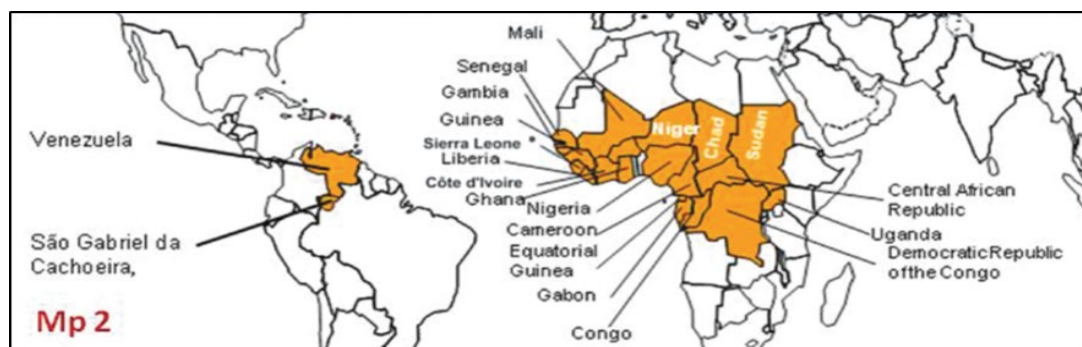 Venezuela
São Gabriel da
Cachoeira,
Mp 2
Mali
Senegal
Gambia
Guinea
Sierra Leone
Liberia
Côte d'Ivoire
Ghana
Nigeria
Cameroon
Equatorial
Guinea
Gabon
Congo
Niger
Chad
Sudan
Central African
Republic
Uganda
Democratic Republic
of the Congo